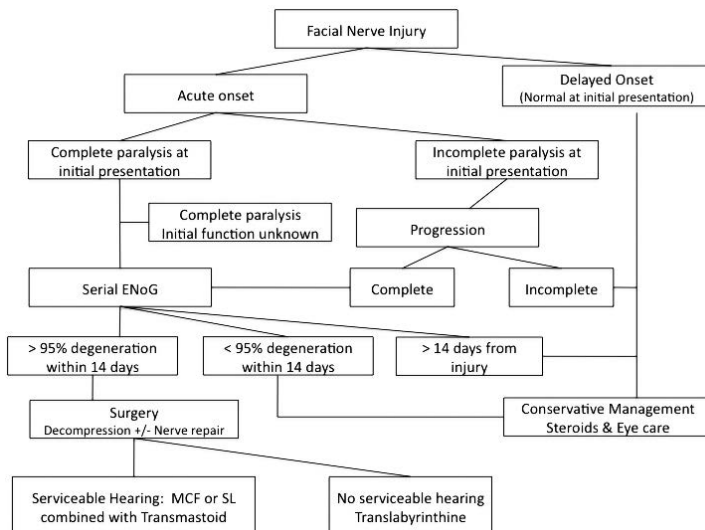 Facial Nerve Injury
Delayed Onset
(Normal at initial presentation)
Acute onset
Complete paralysis at
initial presentation
Incomplete paralysis at
initial presentation
Complete paralysis
Initial function unknown
Progression
Serial ENoG
Complete
Incomplete
> 95% degeneration
within 14 days
< 95% degeneration
within 14 days
> 14 days from
injury
Surgery
Decompression +/- Nerve repair
Conservative Management
Steroids & Eye care
Serviceable Hearing: MCF or SL
combined with Transmastoid
No serviceable hearing
Translabyrinthine